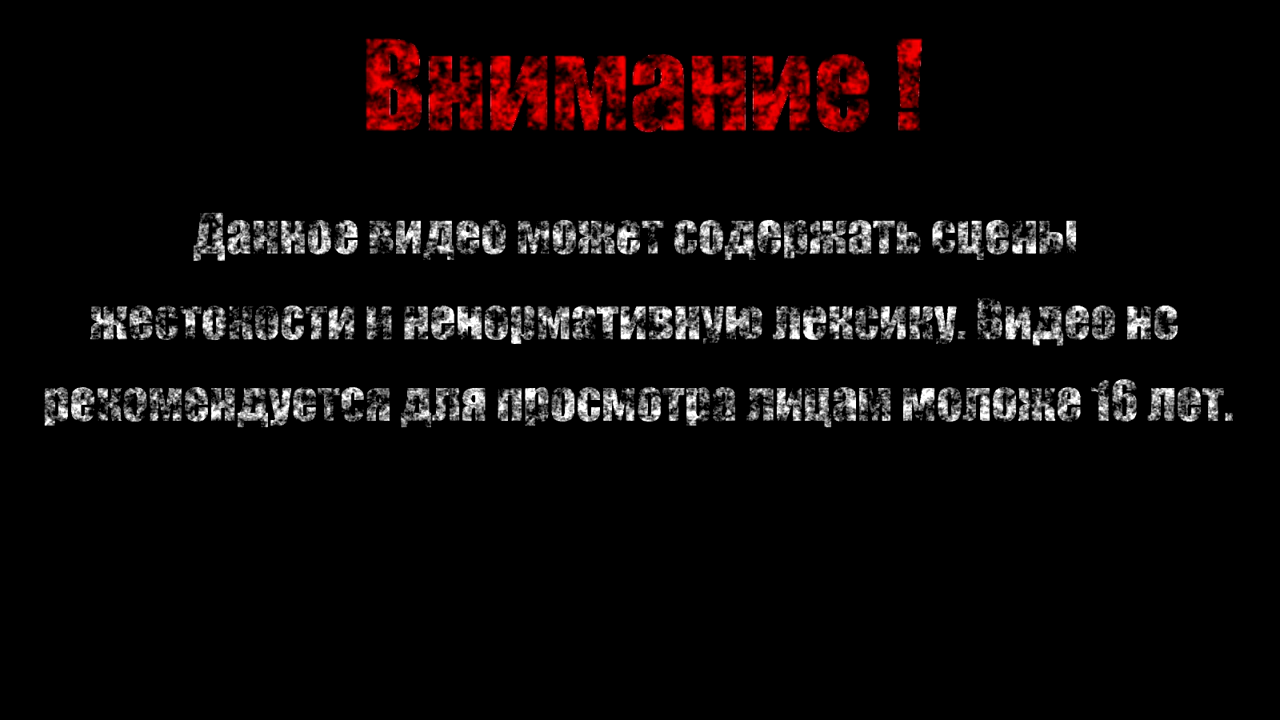 Внимание !
Данное видео может содержать сцены
жестокости и ненормативную лексику. Видео не
рекомендуется для просмотра лицам моложе 16 лет.